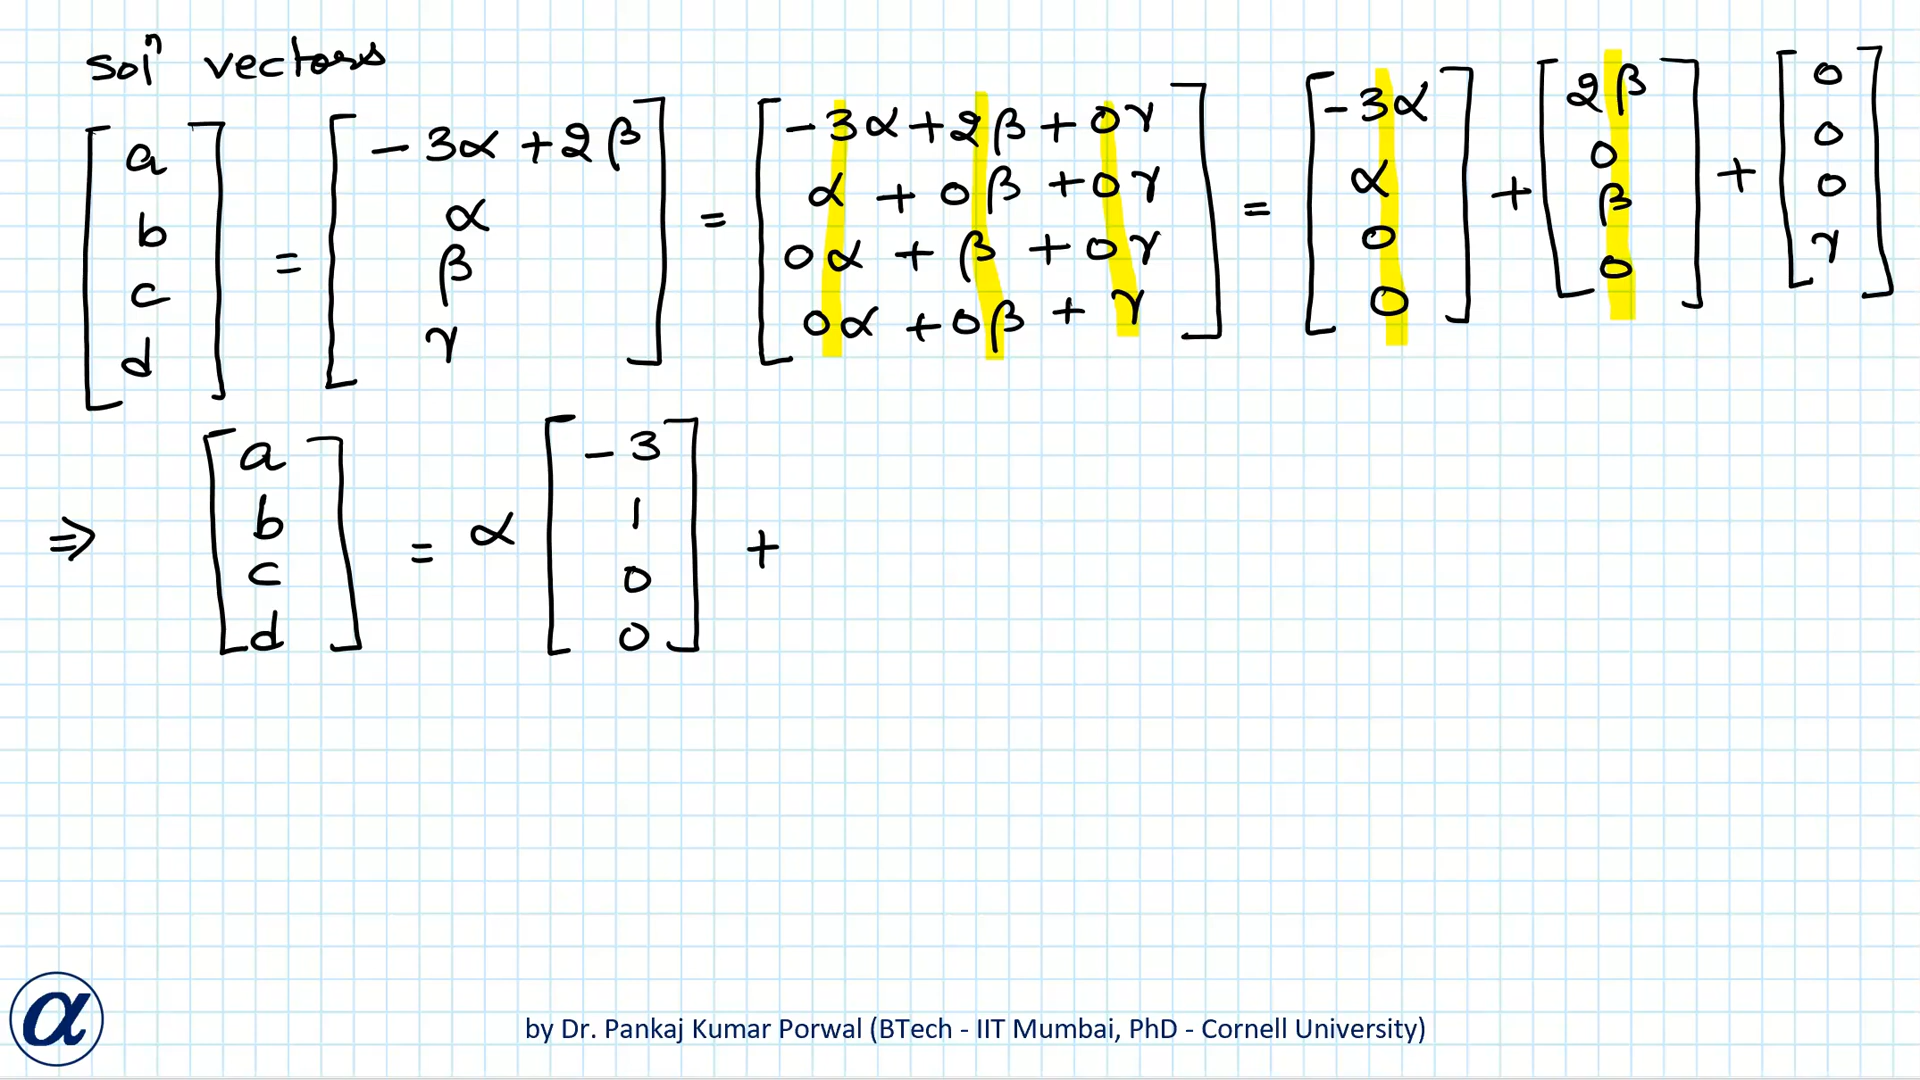 solⁿ vectors
[a b c d] = [-3α+2β α β γ] = [-3α+2β+0γ α+0β+0γ 0α+β+0γ 0α+0β+γ] = [-3α α 0 0] + [2β 0 β 0] + [0 0 0 γ]
⇒ [a b c d] = α [-3 1 0 0] +
α
by Dr. Pankaj Kumar Porwal (BTech - IIT Mumbai, PhD - Cornell University)